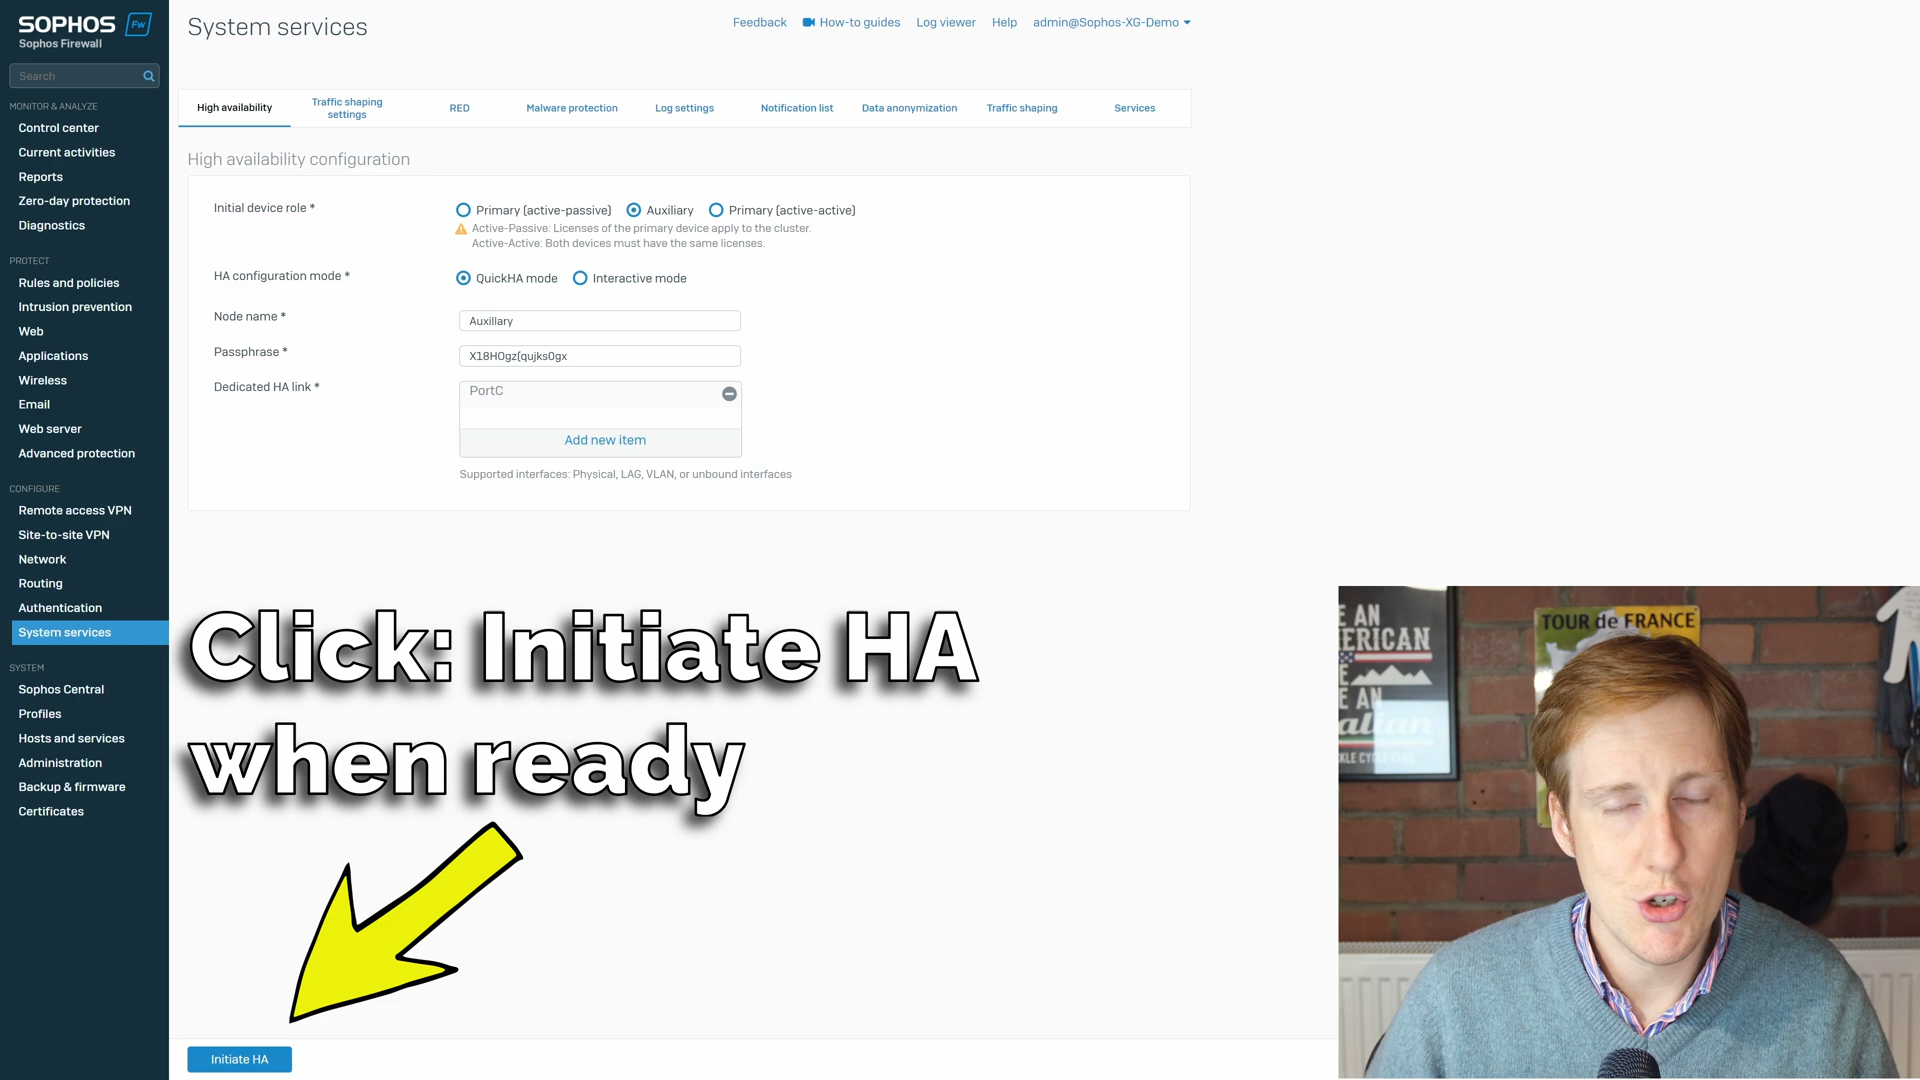 SOPHOS Fw
Sophos Firewall
Search
MONITOR & ANALYZE
Control center
Current activities
Reports
Zero-day protection
Diagnostics
PROTECT
Rules and policies
Intrusion prevention
Web
Applications
Wireless
Email
Web server
Advanced protection
CONFIGURE
Remote access VPN
Site-to-site VPN
Network
Routing
Authentication
System services
SYSTEM
Sophos Central
Profiles
Hosts and services
Administration
Backup & firmware
Certificates
System services
Feedback How-to guides Log viewer Help admin@Sophos-XG-Demo
High availability Traffic shaping settings RED Malware protection Log settings Notification list Data anonymization Traffic shaping Services
High availability configuration
Initial device role * Primary (active-passive) Auxiliary Primary (active-active)
Active-Passive: Licenses of the primary device apply to the cluster.
Active-Active: Both devices must have the same licenses.
HA configuration mode * QuickHA mode Interactive mode
Node name * Auxillary
Passphrase * X18H0gz(qujks0gx
Dedicated HA link * PortC
Add new item
Supported interfaces: Physical, LAG, VLAN, or unbound interfaces
Click: Initiate HA
when ready
Initiate HA
TOUR de FRANCE